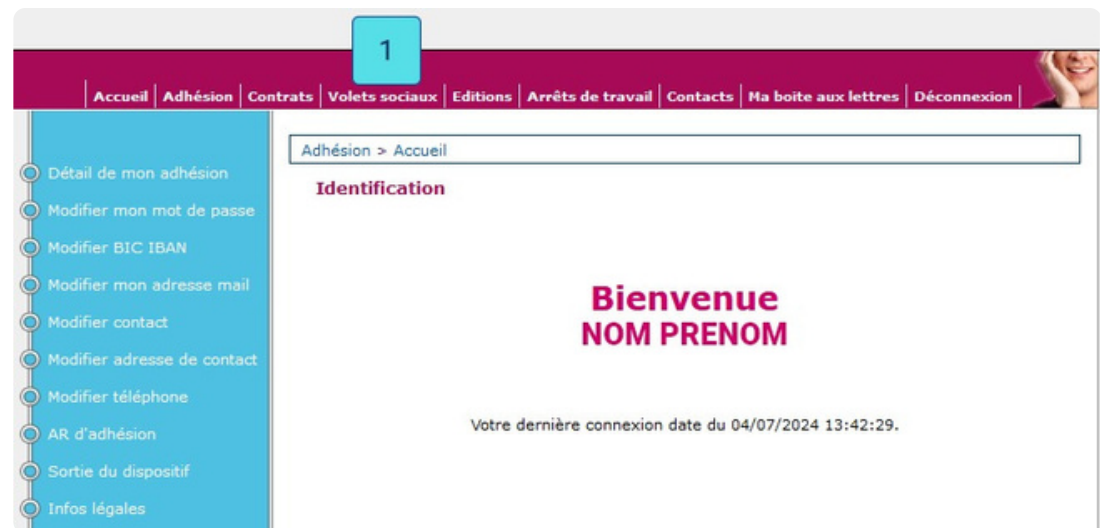 1
Accueil | Adhésion | Contrats | Volets sociaux | Editions | Arrêts de travail | Contacts | Ma boite aux lettres | Déconnexion |
Adhésion > Accueil
Identification
Détail de mon adhésion
Modifier mon mot de passe
Modifier BIC IBAN
Modifier mon adresse mail
Modifier contact
Modifier adresse de contact
Modifier téléphone
AR d'adhésion
Sortie du dispositif
Infos légales
Bienvenue
NOM PRENOM
Votre dernière connexion date du 04/07/2024 13:42:29.